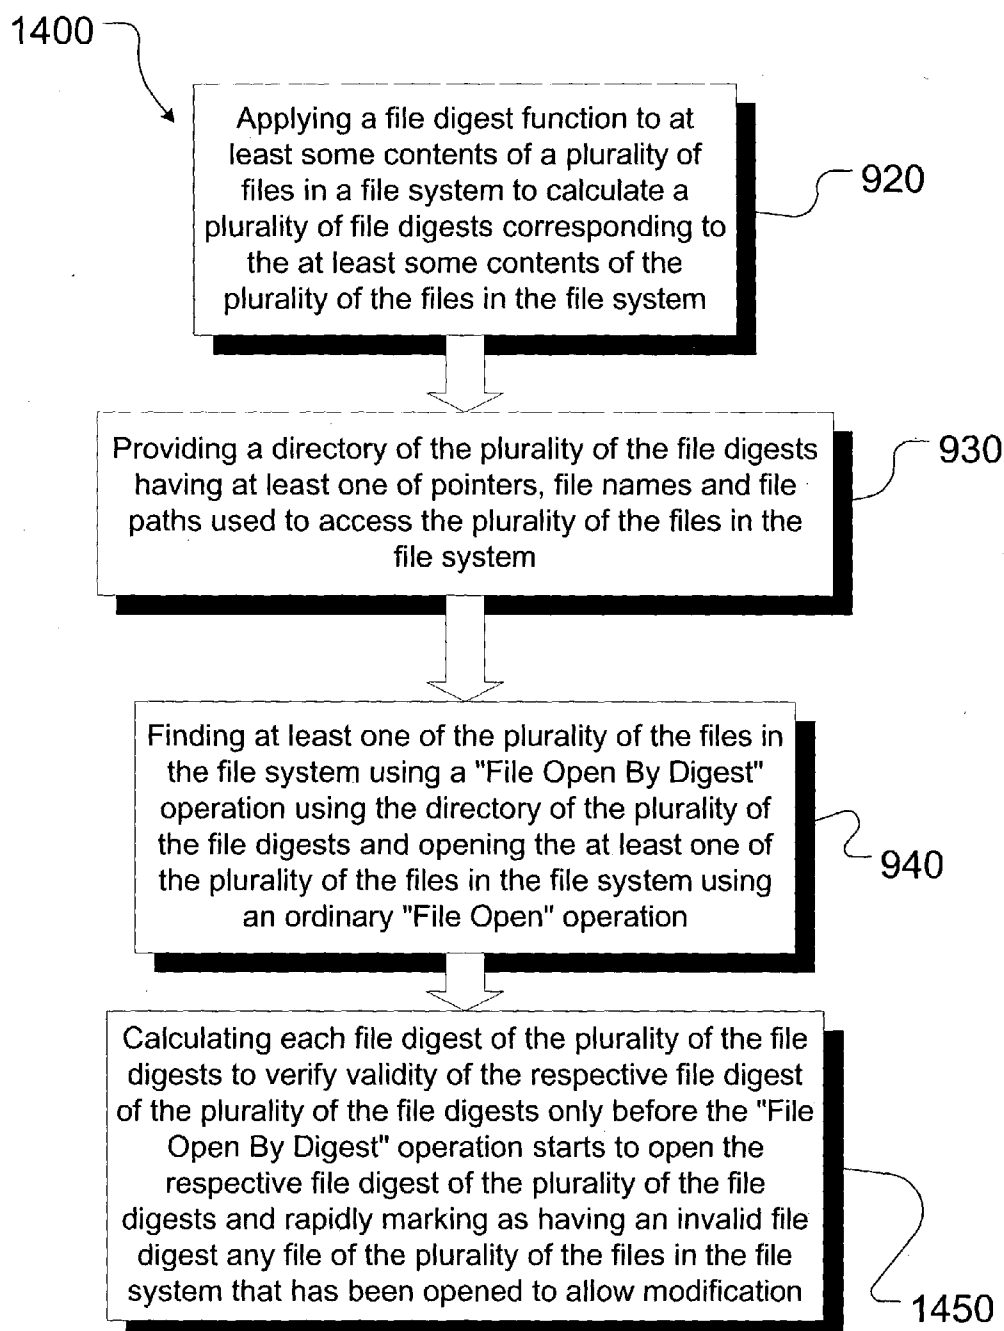 1400
Applying a file digest function to at
least some contents of a plurality of
files in a file system to calculate a
plurality of file digests corresponding to
the at least some contents of the
plurality of the files in the file system
920
Providing a directory of the plurality of the file digests
having at least one of pointers, file names and file
paths used to access the plurality of the files in the
file system
930
Finding at least one of the plurality of the files in
the file system using a "File Open By Digest"
operation using the directory of the plurality of
the file digests and opening the at least one of
the plurality of the files in the file system using
an ordinary "File Open" operation
940
Calculating each file digest of the plurality of the file
digests to verify validity of the respective file digest
of the plurality of the file digests only before the "File
Open By Digest" operation starts to open the
respective file digest of the plurality of the file
digests and rapidly marking as having an invalid file
digest any file of the plurality of the files in the file
system that has been opened to allow modification
1450